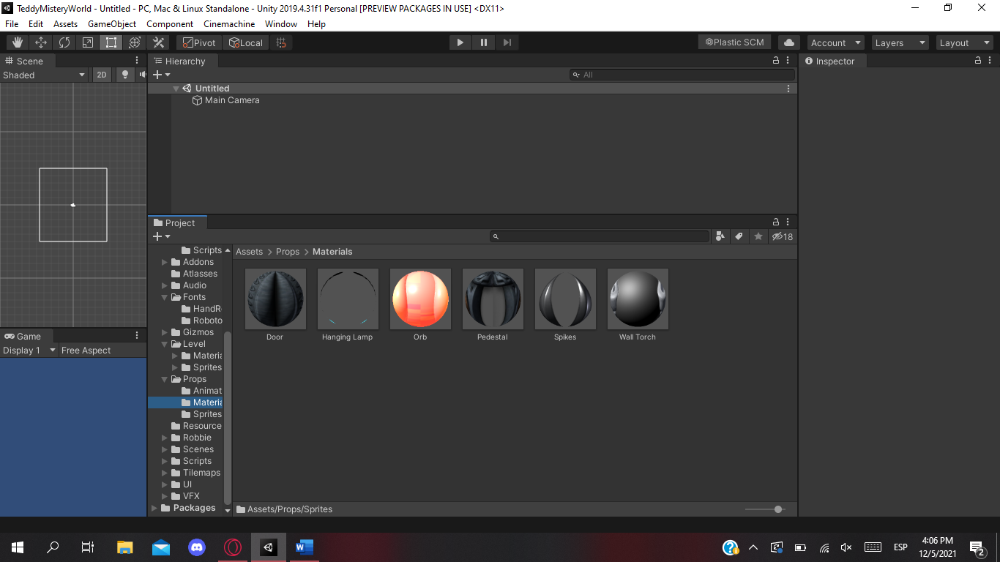 TeddyMisteryWorld - Untitled - PC, Mac & Linux Standalone - Unity 2019.4.31f1 Personal [PREVIEW PACKAGES IN USE] <DX11>
File Edit Assets GameObject Component Cinemachine Window Help
Pivot Local Plastic SCM Account Layers Layout
Scene
Shaded 2D
Hierarchy
All
Untitled
Main Camera
Inspector
Game
Display 1 Free Aspect
Project
18
Scripts
Addons
Atlasses
Audio
Fonts
HandR
Roboto
Gizmos
Level
Materia
Sprites
Props
Animat
Materia
Sprites
Resource
Robbie
Scenes
Scripts
Tilemaps
UI
VFX
Packages
Assets > Props > Materials
Door Hanging Lamp Orb Pedestal Spikes Wall Torch
Assets/Props/Sprites
ESP
4:06 PM
12/5/2021
2